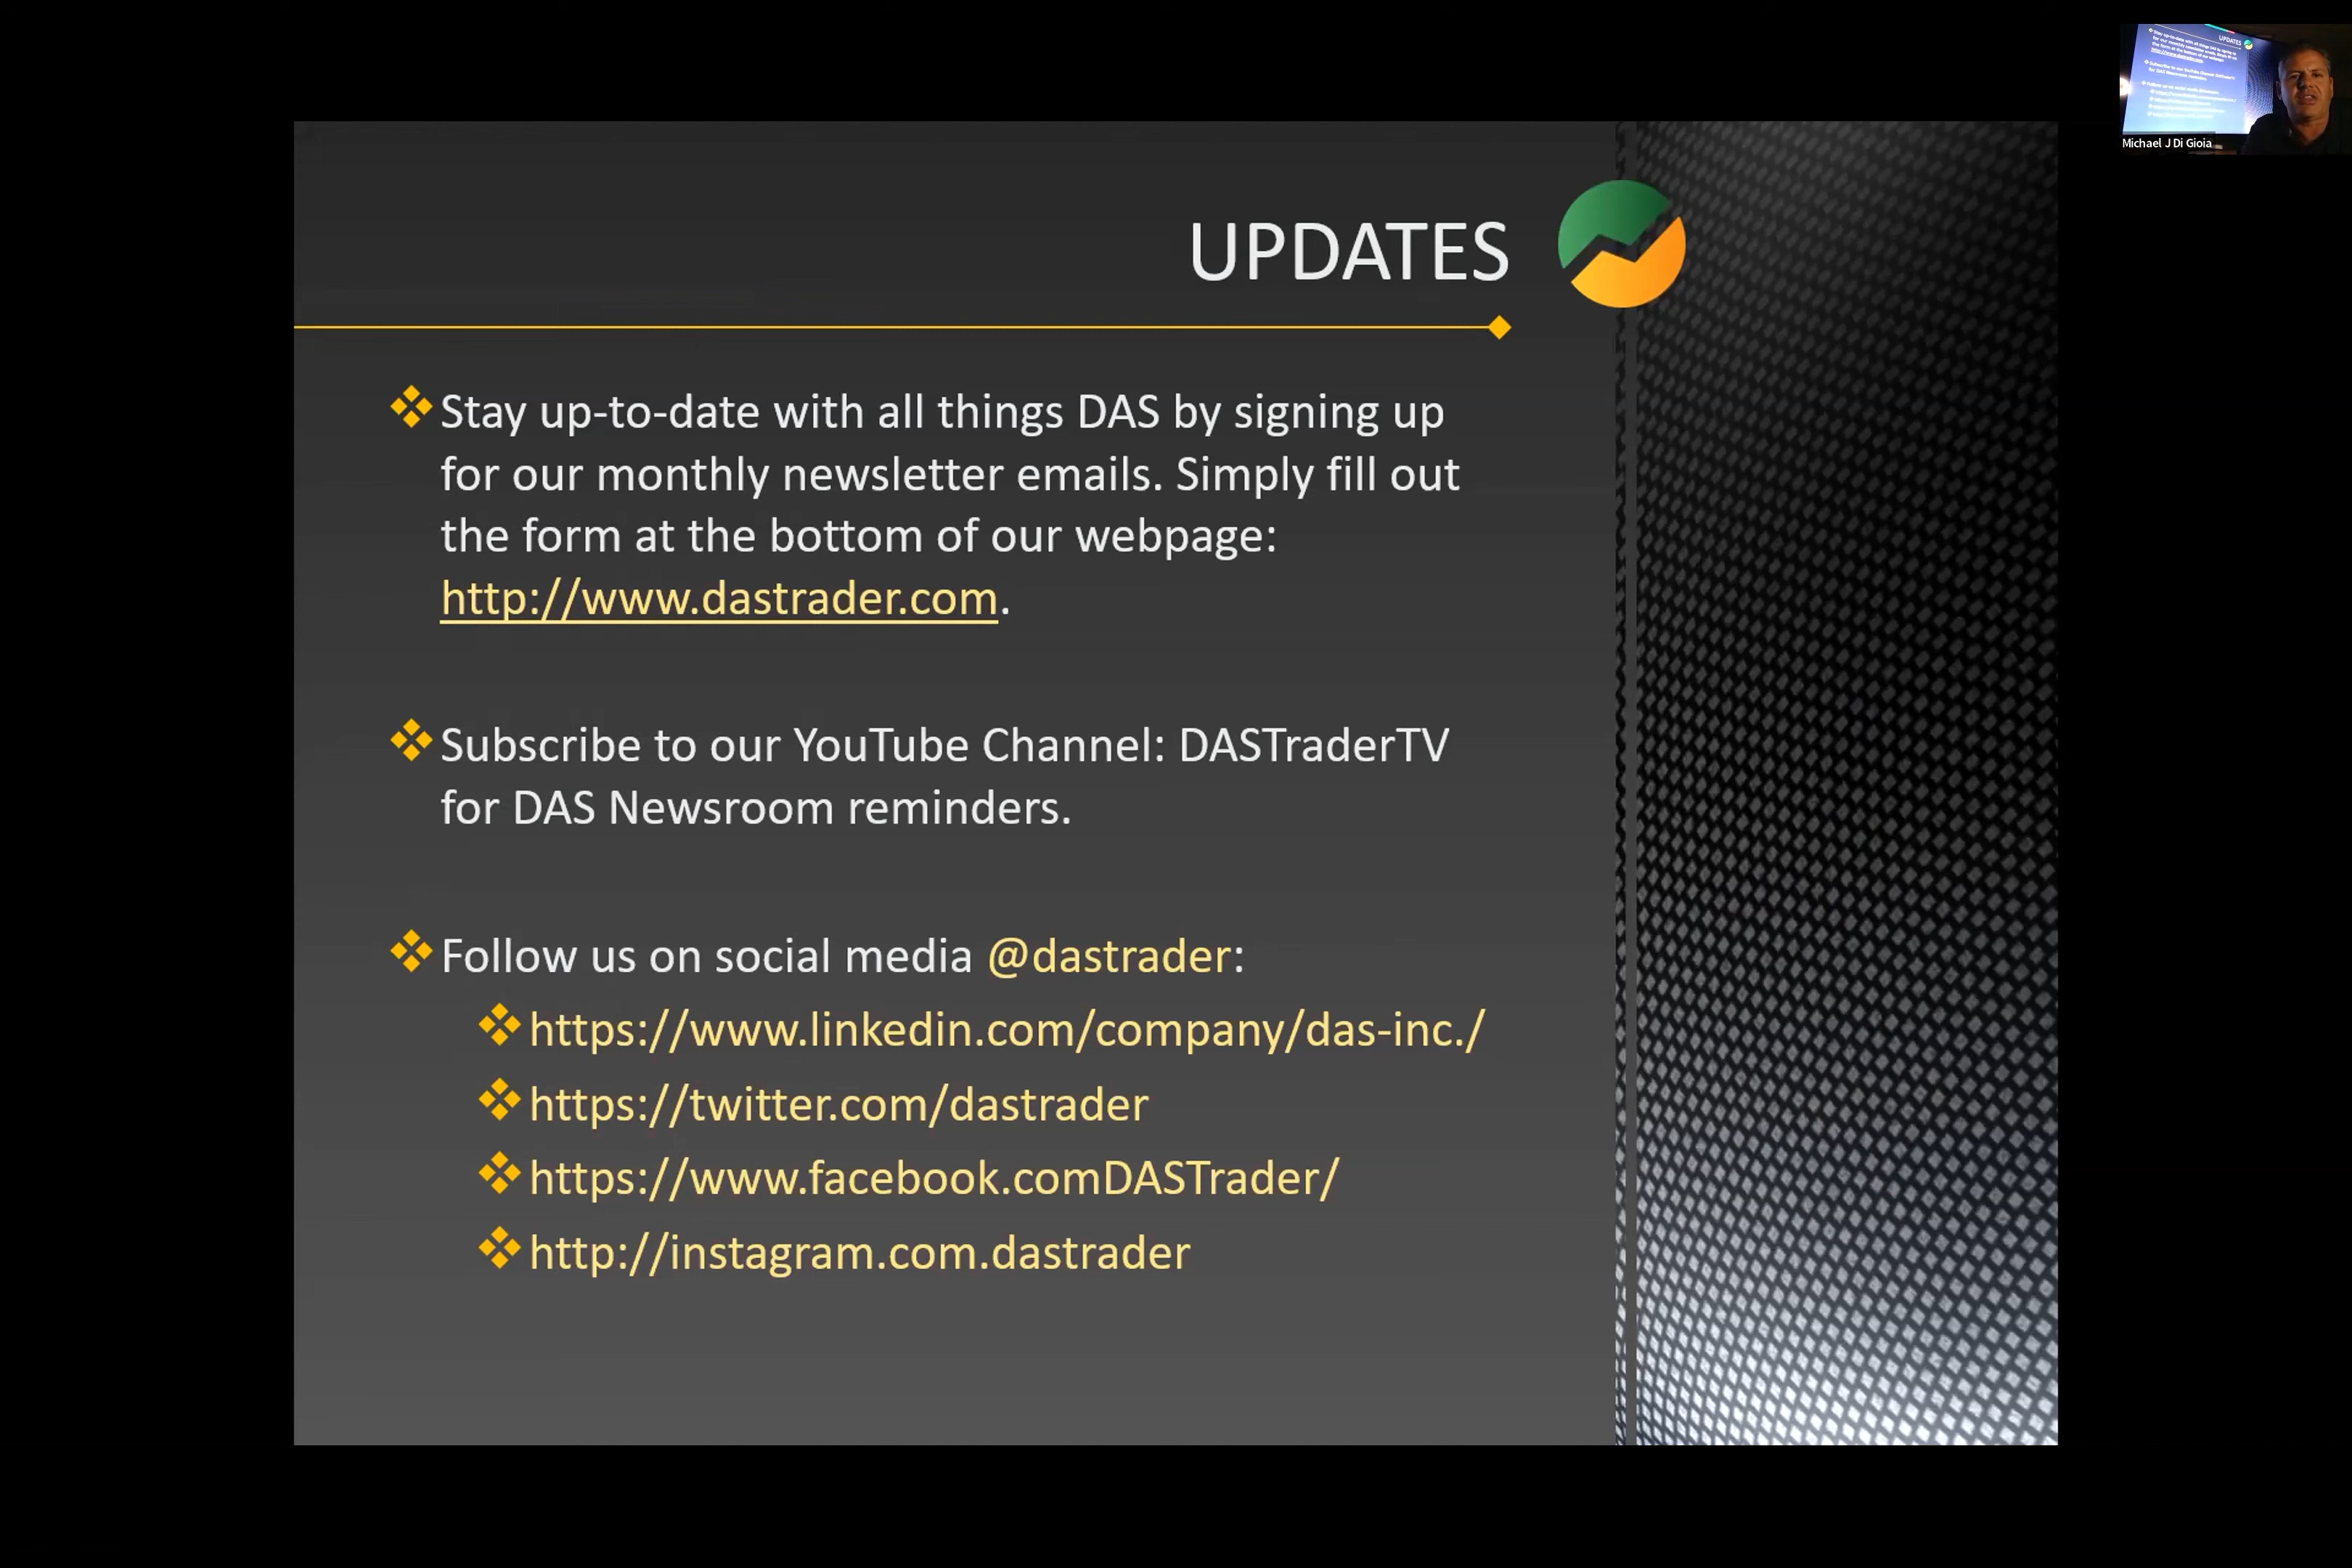 UPDATES
Stay up-to-date with all things DAS by signing up
for our monthly newsletter emails. Simply fill out
the form at the bottom of our webpage:
http://www.dastrader.com.
Subscribe to our YouTube Channel: DASTraderTV
for DAS Newsroom reminders.
Follow us on social media @dastrader:
https://www.linkedin.com/company/das-inc./
https://twitter.com/dastrader
https://www.facebook.comDASTrader/
http://instagram.com.dastrader
UPDATES
Michael J Di Gioia